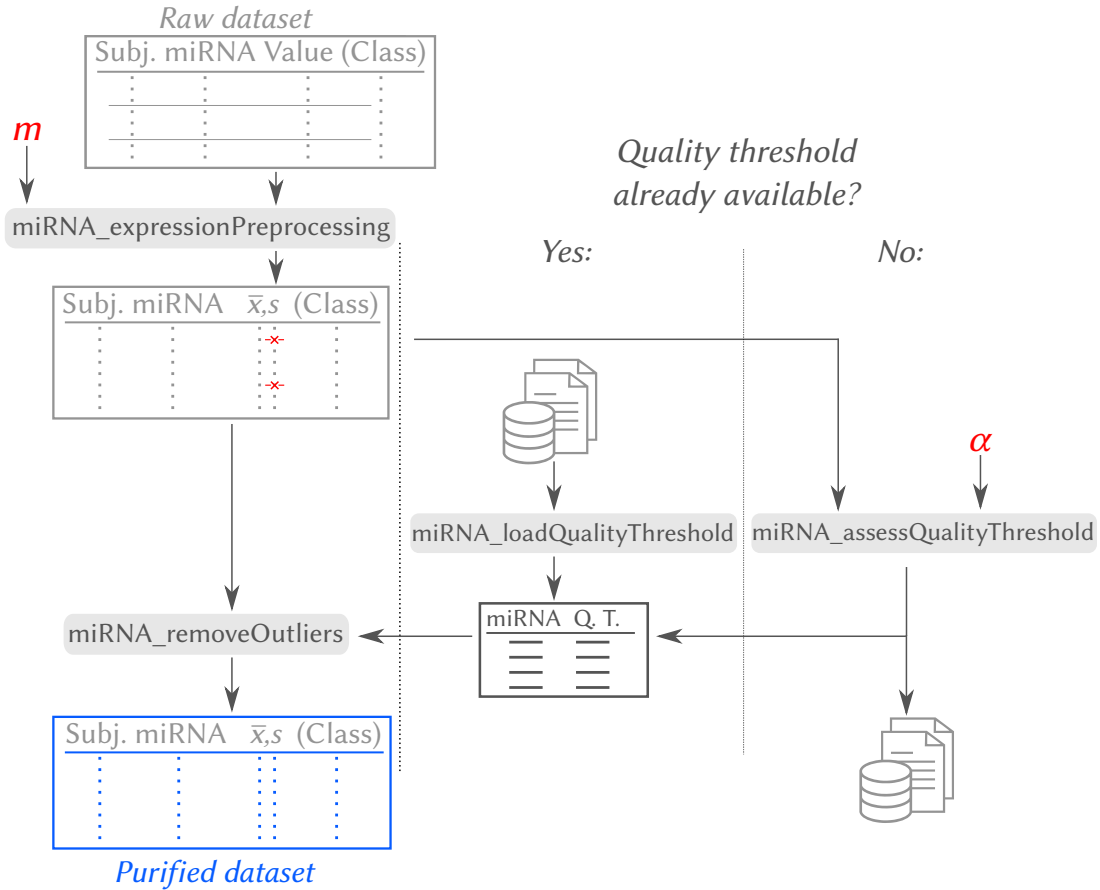 Raw dataset
Subj. miRNA Value (Class)
m
Quality threshold
already available?
miRNA_expressionPreprocessing
Yes:
No:
Subj. miRNA x̅,s (Class)
α
miRNA_loadQualityThreshold
miRNA_assessQualityThreshold
miRNA Q. T.
miRNA_removeOutliers
Subj. miRNA x̅,s (Class)
Purified dataset